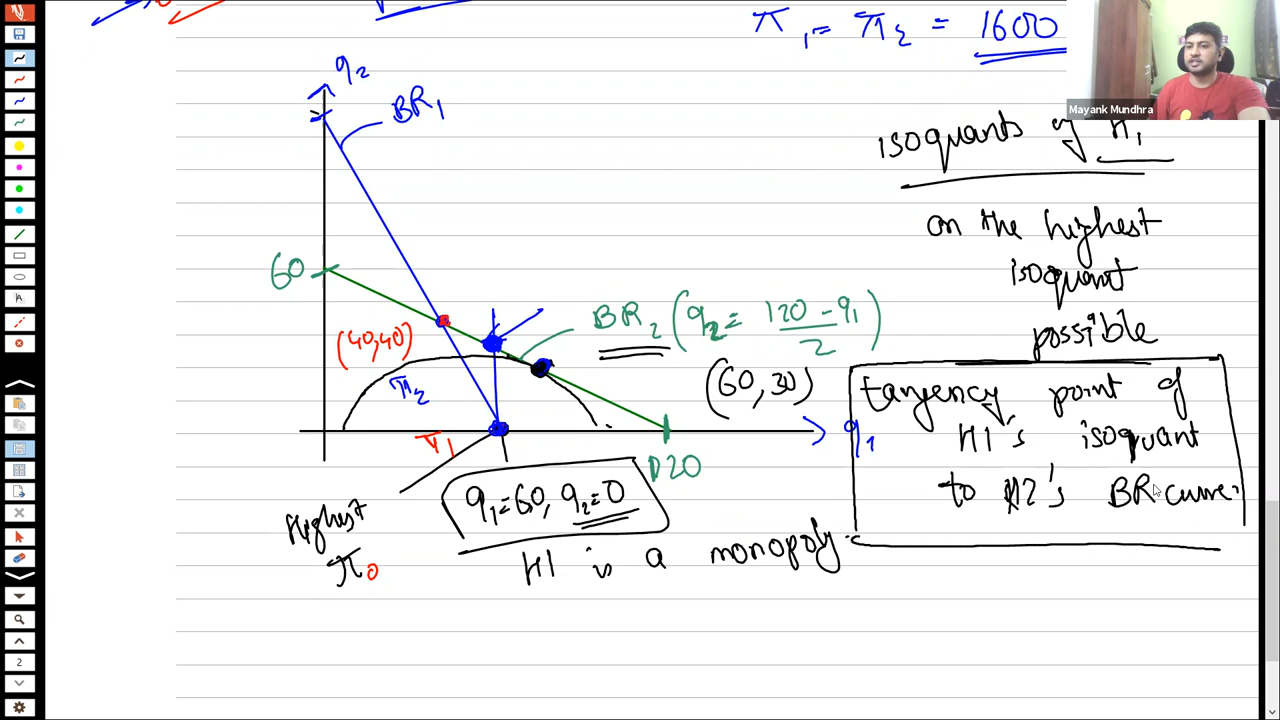 π₁ = π₂ = 1600
Mayank Mundhra
q₂
BR₁
isoquants of H₁
on the highest
isoquant
possible
60
BR₂ (q₂ = 120 - q₁ / 2)
(40,40)
(60, 30)
π₂
π₁
q₁
120
tangency point of
H1's isoquant
to H2's BR curve.
q₁=60, q₂=0
Highest
π₀
H1 is a monopoly.
2